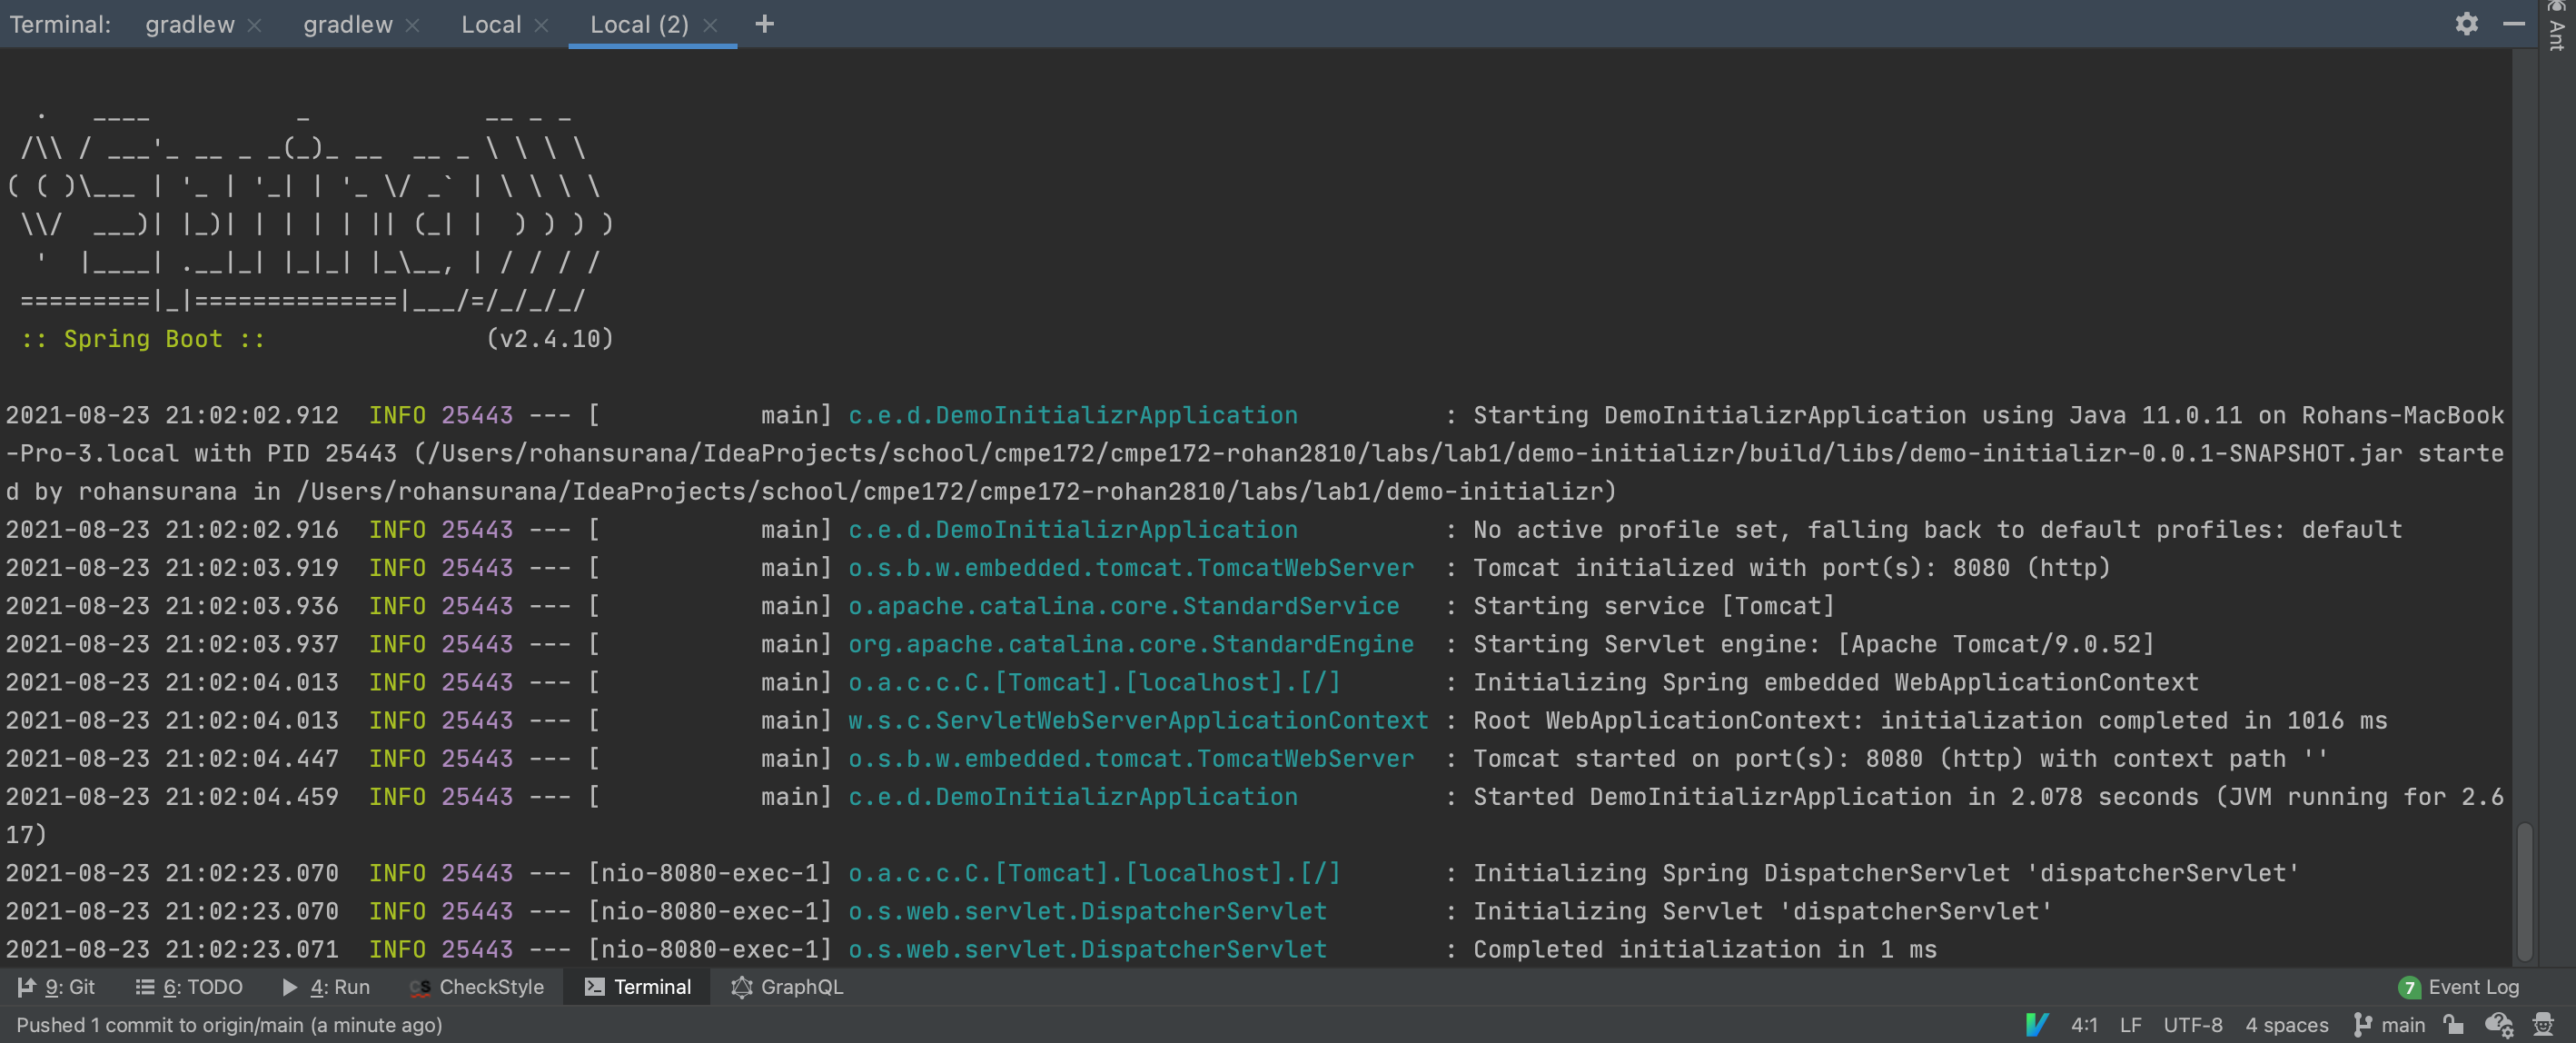 Terminal: gradlew × gradlew × Local × Local (2) × +
Ant
  .   ____          _            __ _ _
 /\\ / ___'_ __ _ _(_)_ __  __ _ \ \ \ \
( ( )\___ | '_ | '_| | '_ \/ _` | \ \ \ \
 \\/  ___)| |_)| | | | | || (_| |  ) ) ) )
  '  |____| .__|_| |_|_| |_\__, | / / / /
 =========|_|==============|___/=/_/_/_/
 :: Spring Boot ::               (v2.4.10)
2021-08-23 21:02:02.912  INFO 25443 --- [           main] c.e.d.DemoInitializrApplication          : Starting DemoInitializrApplication using Java 11.0.11 on Rohans-MacBook
-Pro-3.local with PID 25443 (/Users/rohansurana/IdeaProjects/school/cmpe172/cmpe172-rohan2810/labs/lab1/demo-initializr/build/libs/demo-initializr-0.0.1-SNAPSHOT.jar starte
d by rohansurana in /Users/rohansurana/IdeaProjects/school/cmpe172/cmpe172-rohan2810/labs/lab1/demo-initializr)
2021-08-23 21:02:02.916  INFO 25443 --- [           main] c.e.d.DemoInitializrApplication          : No active profile set, falling back to default profiles: default
2021-08-23 21:02:03.919  INFO 25443 --- [           main] o.s.b.w.embedded.tomcat.TomcatWebServer  : Tomcat initialized with port(s): 8080 (http)
2021-08-23 21:02:03.936  INFO 25443 --- [           main] o.apache.catalina.core.StandardService   : Starting service [Tomcat]
2021-08-23 21:02:03.937  INFO 25443 --- [           main] org.apache.catalina.core.StandardEngine  : Starting Servlet engine: [Apache Tomcat/9.0.52]
2021-08-23 21:02:04.013  INFO 25443 --- [           main] o.a.c.c.C.[Tomcat].[localhost].[/]       : Initializing Spring embedded WebApplicationContext
2021-08-23 21:02:04.013  INFO 25443 --- [           main] w.s.c.ServletWebServerApplicationContext : Root WebApplicationContext: initialization completed in 1016 ms
2021-08-23 21:02:04.447  INFO 25443 --- [           main] o.s.b.w.embedded.tomcat.TomcatWebServer  : Tomcat started on port(s): 8080 (http) with context path ''
2021-08-23 21:02:04.459  INFO 25443 --- [           main] c.e.d.DemoInitializrApplication          : Started DemoInitializrApplication in 2.078 seconds (JVM running for 2.6
17)
2021-08-23 21:02:23.070  INFO 25443 --- [nio-8080-exec-1] o.a.c.c.C.[Tomcat].[localhost].[/]       : Initializing Spring DispatcherServlet 'dispatcherServlet'
2021-08-23 21:02:23.070  INFO 25443 --- [nio-8080-exec-1] o.s.web.servlet.DispatcherServlet        : Initializing Servlet 'dispatcherServlet'
2021-08-23 21:02:23.071  INFO 25443 --- [nio-8080-exec-1] o.s.web.servlet.DispatcherServlet        : Completed initialization in 1 ms
9: Git 6: TODO 4: Run CS CheckStyle Terminal GraphQL 7 Event Log
Pushed 1 commit to origin/main (a minute ago) 4:1 LF UTF-8 4 spaces main